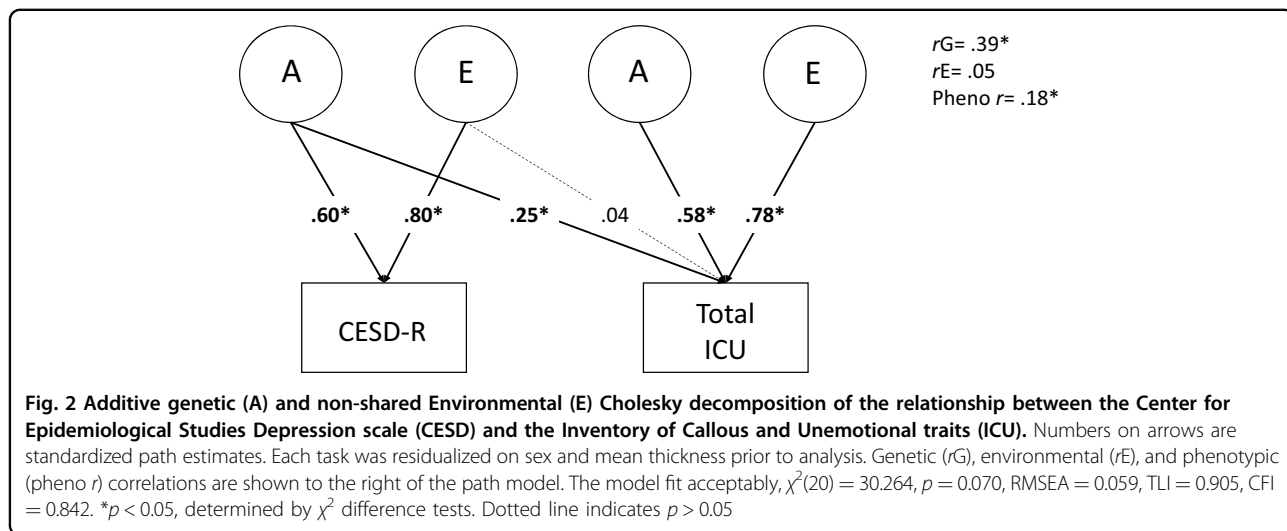 A E A E
rG= .39*
rE= .05
Pheno r= .18*
.60* .80* .25* .04 .58* .78*
CESD-R
Total
ICU
Fig. 2 Additive genetic (A) and non-shared Environmental (E) Cholesky decomposition of the relationship between the Center for
Epidemiological Studies Depression scale (CESD) and the Inventory of Callous and Unemotional traits (ICU). Numbers on arrows are
standardized path estimates. Each task was residualized on sex and mean thickness prior to analysis. Genetic (rG), environmental (rE), and phenotypic
(pheno r) correlations are shown to the right of the path model. The model fit acceptably, χ²(20) = 30.264, p = 0.070, RMSEA = 0.059, TLI = 0.905, CFI
= 0.842. *p < 0.05, determined by χ² difference tests. Dotted line indicates p > 0.05